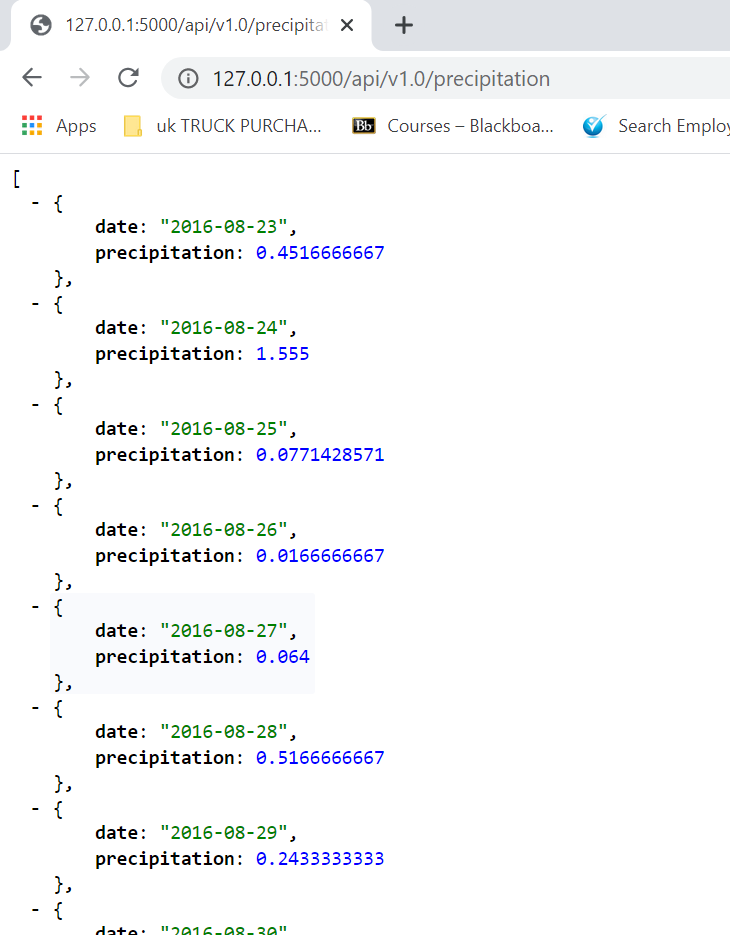 127.0.0.1:5000/api/v1.0/precipitat
127.0.0.1:5000/api/v1.0/precipitation
Apps uk TRUCK PURCHA... Bb Courses – Blackboa... Search Employ
[
- {
date: "2016-08-23",
precipitation: 0.4516666667
},
- {
date: "2016-08-24",
precipitation: 1.555
},
- {
date: "2016-08-25",
precipitation: 0.0771428571
},
- {
date: "2016-08-26",
precipitation: 0.0166666667
},
- {
date: "2016-08-27",
precipitation: 0.064
},
- {
date: "2016-08-28",
precipitation: 0.5166666667
},
- {
date: "2016-08-29",
precipitation: 0.2433333333
},
- {
date: "2016-08-30"